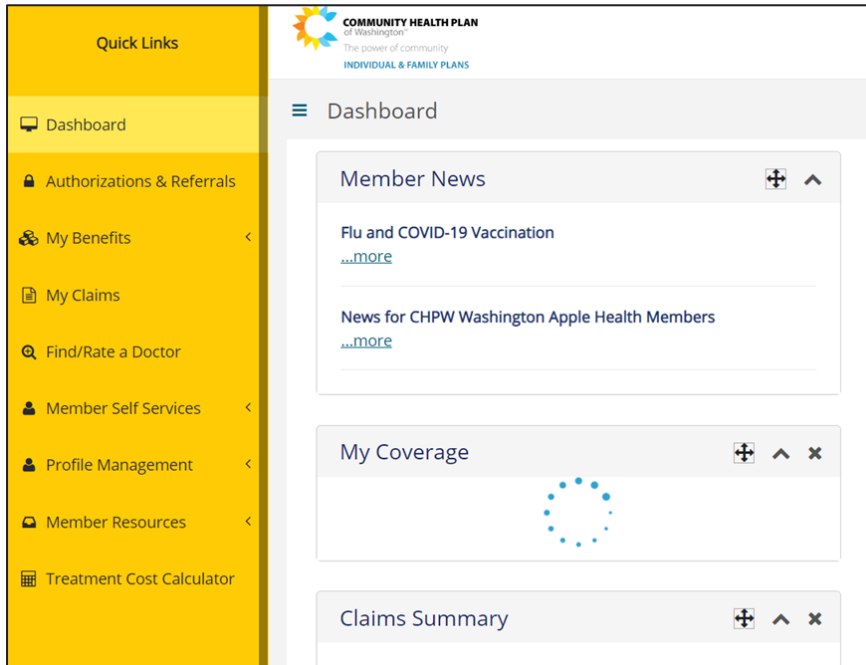 Quick Links
Dashboard
Authorizations & Referrals
My Benefits
My Claims
Find/Rate a Doctor
Member Self Services
Profile Management
Member Resources
Treatment Cost Calculator
COMMUNITY HEALTH PLAN
of Washington™
The power of community
INDIVIDUAL & FAMILY PLANS
Dashboard
Member News
Flu and COVID-19 Vaccination
...more
News for CHPW Washington Apple Health Members
...more
My Coverage
Claims Summary